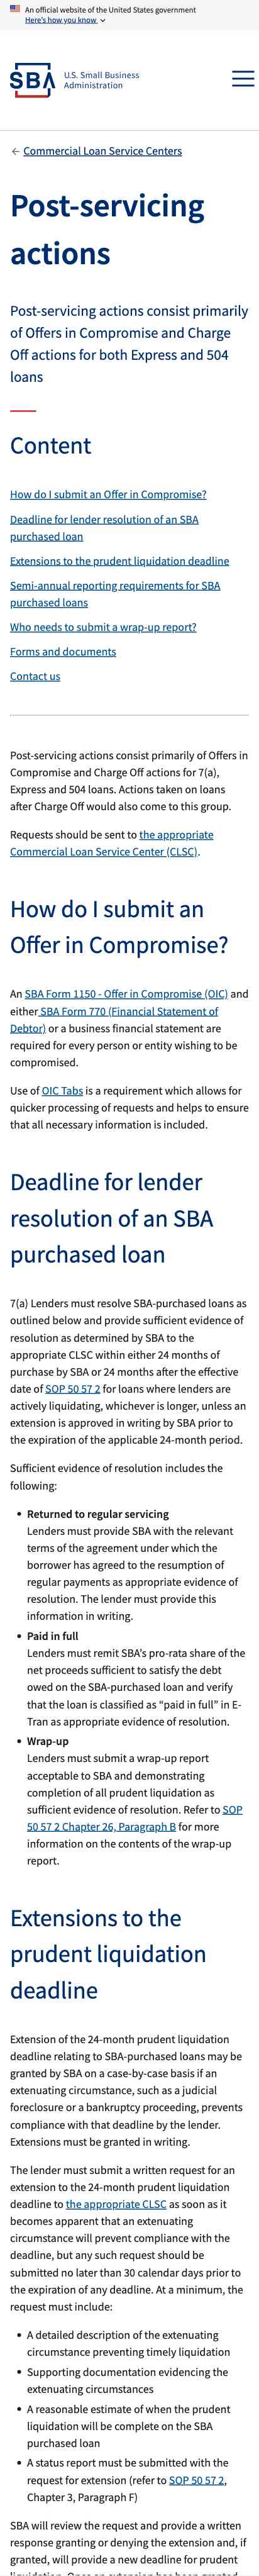 An official website of the United States government
Here's how you know
SBA
U.S. Small Business
Administration
← Commercial Loan Service Centers
Post-servicing
actions
Post-servicing actions consist primarily
of Offers in Compromise and Charge
Off actions for both Express and 504
loans
Content
How do I submit an Offer in Compromise?
Deadline for lender resolution of an SBA
purchased loan
Extensions to the prudent liquidation deadline
Semi-annual reporting requirements for SBA
purchased loans
Who needs to submit a wrap-up report?
Forms and documents
Contact us
Post-servicing actions consist primarily of Offers in
Compromise and Charge Off actions for 7(a),
Express and 504 loans. Actions taken on loans
after Charge Off would also come to this group.
Requests should be sent to the appropriate
Commercial Loan Service Center (CLSC).
How do I submit an
Offer in Compromise?
An SBA Form 1150 - Offer in Compromise (OIC) and
either SBA Form 770 (Financial Statement of
Debtor) or a business financial statement are
required for every person or entity wishing to be
compromised.
Use of OIC Tabs is a requirement which allows for
quicker processing of requests and helps to ensure
that all necessary information is included.
Deadline for lender
resolution of an SBA
purchased loan
7(a) Lenders must resolve SBA-purchased loans as
outlined below and provide sufficient evidence of
resolution as determined by SBA to the
appropriate CLSC within either 24 months of
purchase by SBA or 24 months after the effective
date of SOP 50 57 2 for loans where lenders are
actively liquidating, whichever is longer, unless an
extension is approved in writing by SBA prior to
the expiration of the applicable 24-month period.
Sufficient evidence of resolution includes the
following:
• Returned to regular servicing
Lenders must provide SBA with the relevant
terms of the agreement under which the
borrower has agreed to the resumption of
regular payments as appropriate evidence of
resolution. The lender must provide this
information in writing.
• Paid in full
Lenders must remit SBA's pro-rata share of the
net proceeds sufficient to satisfy the debt
owed on the SBA-purchased loan and verify
that the loan is classified as "paid in full" in E-
Tran as appropriate evidence of resolution.
• Wrap-up
Lenders must submit a wrap-up report
acceptable to SBA and demonstrating
completion of all prudent liquidation as
sufficient evidence of resolution. Refer to SOP
50 57 2 Chapter 26, Paragraph B for more
information on the contents of the wrap-up
report.
Extensions to the
prudent liquidation
deadline
Extension of the 24-month prudent liquidation
deadline relating to SBA-purchased loans may be
granted by SBA on a case-by-case basis if an
extenuating circumstance, such as a judicial
foreclosure or a bankruptcy proceeding, prevents
compliance with that deadline by the lender.
Extensions must be granted in writing.
The lender must submit a written request for an
extension to the 24-month prudent liquidation
deadline to the appropriate CLSC as soon as it
becomes apparent that an extenuating
circumstance will prevent compliance with the
deadline, but any such request should be
submitted no later than 30 calendar days prior to
the expiration of any deadline. At a minimum, the
request must include:
• A detailed description of the extenuating
circumstance preventing timely liquidation
• Supporting documentation evidencing the
extenuating circumstances
• A reasonable estimate of when the prudent
liquidation will be complete on the SBA
purchased loan
• A status report must be submitted with the
request for extension (refer to SOP 50 57 2,
Chapter 3, Paragraph F)
SBA will review the request and provide a written
response granting or denying the extension and, if
granted, will provide a new deadline for prudent